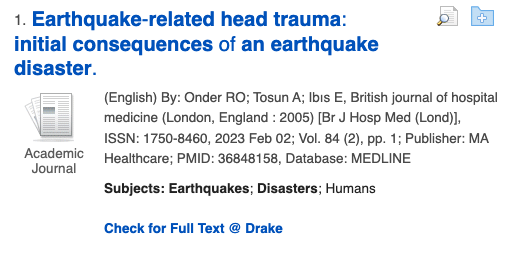 1. Earthquake-related head trauma:
initial consequences of an earthquake
disaster.
Academic
Journal
(English) By: Onder RO; Tosun A; Ibıs E, British journal of hospital
medicine (London, England : 2005) [Br J Hosp Med (Lond)],
ISSN: 1750-8460, 2023 Feb 02; Vol. 84 (2), pp. 1; Publisher: MA
Healthcare; PMID: 36848158, Database: MEDLINE
Subjects: Earthquakes; Disasters; Humans
Check for Full Text @ Drake